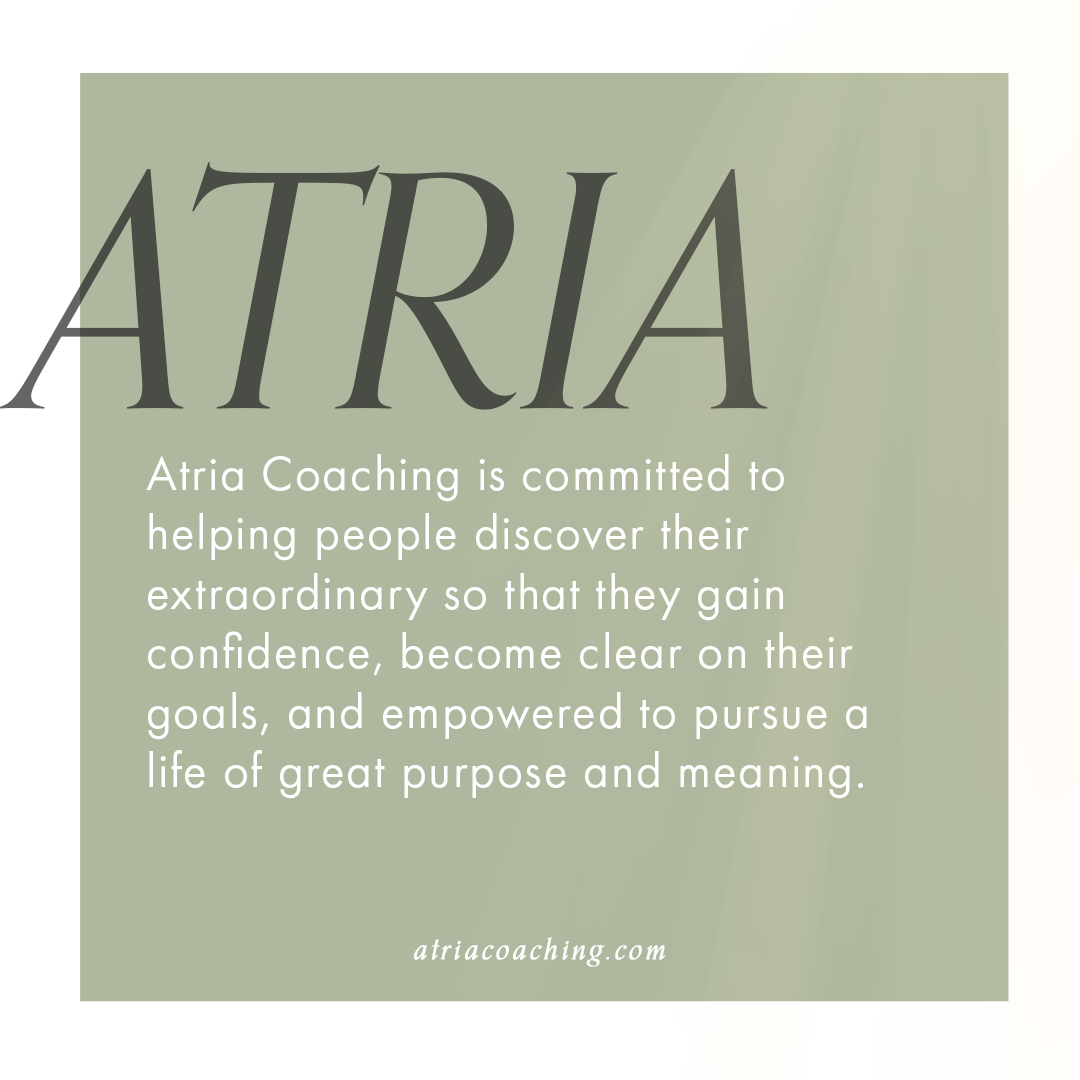 ATRIA
Atria Coaching is committed to
helping people discover their
extraordinary so that they gain
confidence, become clear on their
goals, and empowered to pursue a
life of great purpose and meaning.
atriacoaching.com